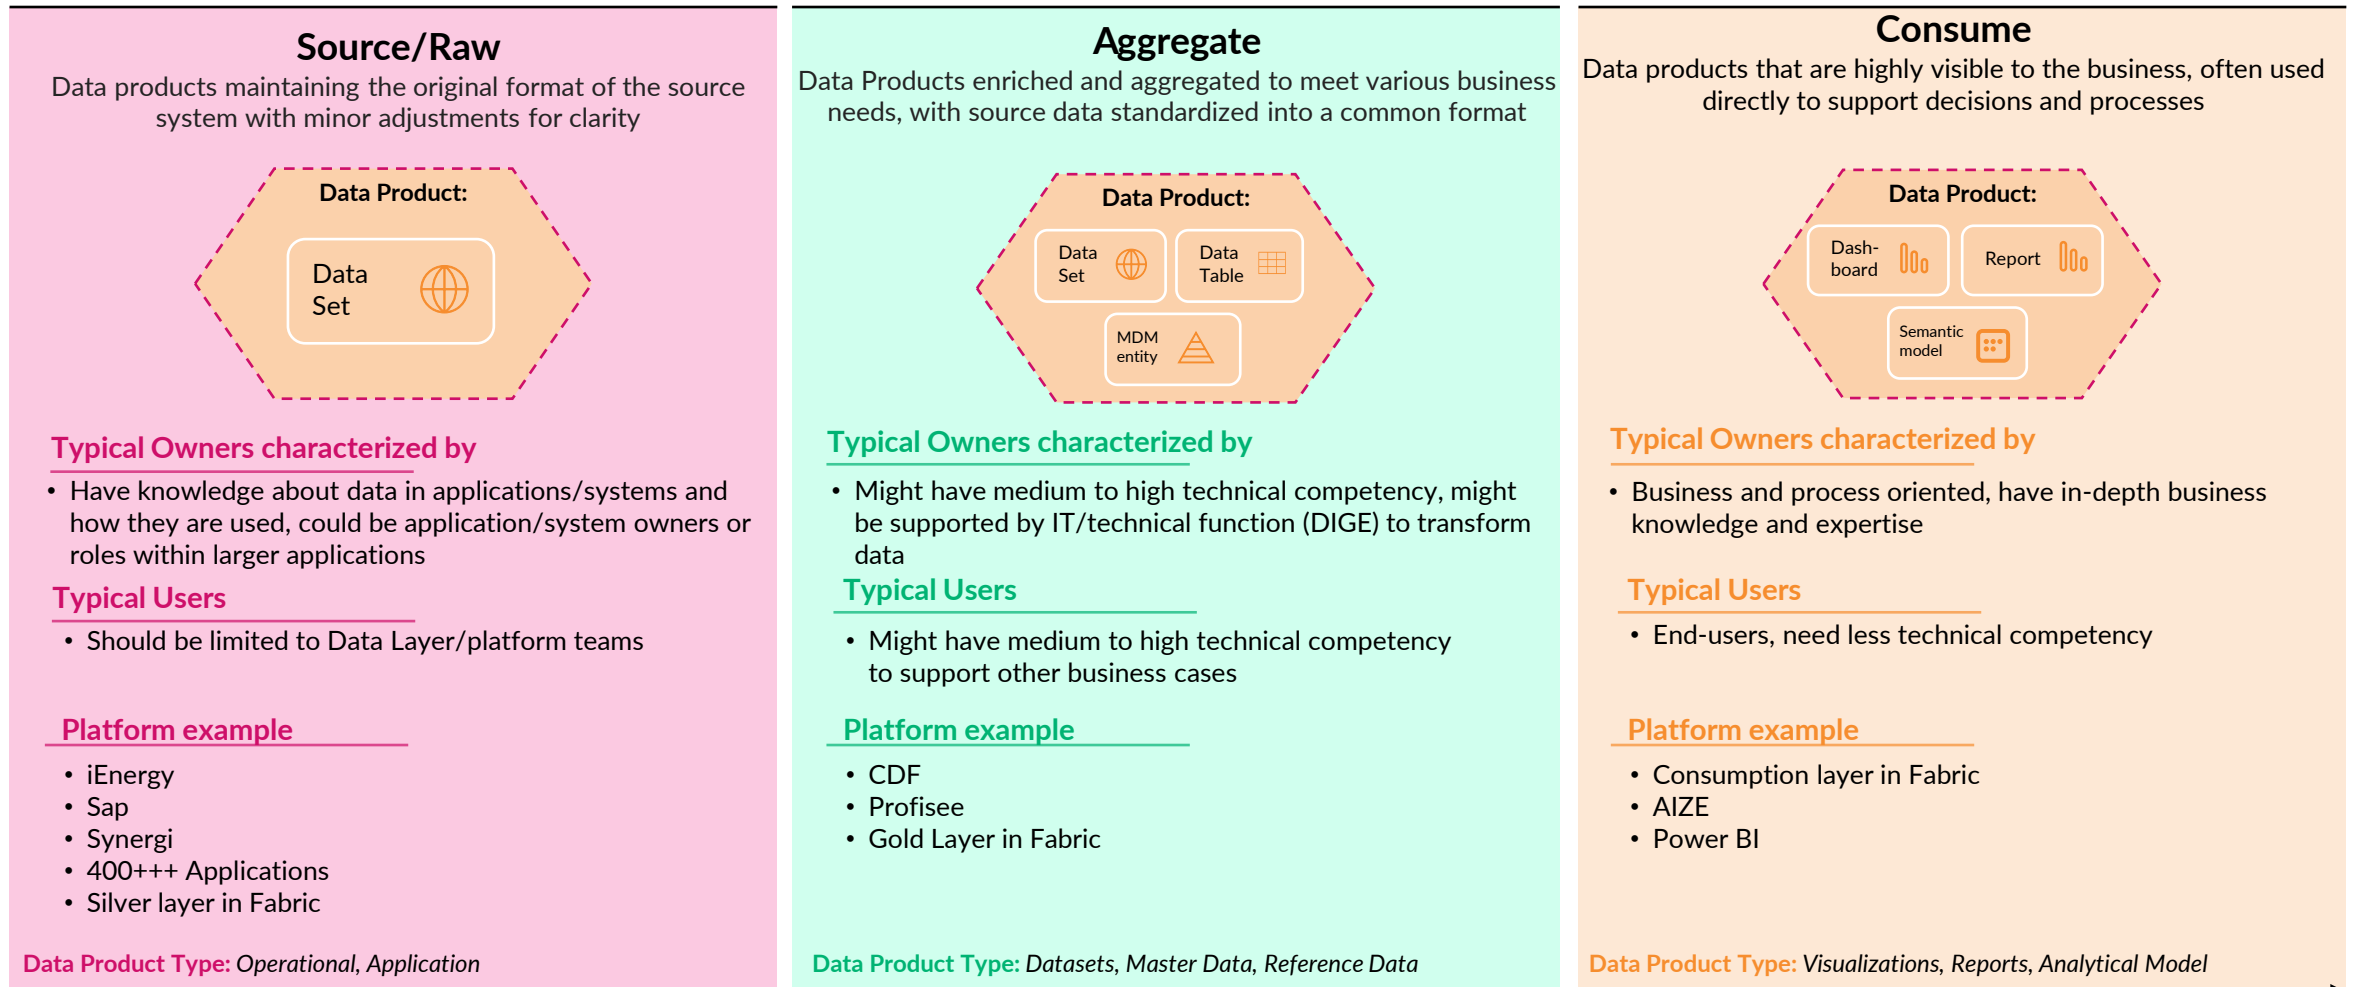 Source/Raw
Data products maintaining the original format of the source
system with minor adjustments for clarity
Data Product:
Data
Set
Typical Owners characterized by
• Have knowledge about data in applications/systems and
how they are used, could be application/system owners or
roles within larger applications
Typical Users
• Should be limited to Data Layer/platform teams
Platform example
• iEnergy
• Sap
• Synergi
• 400+++ Applications
• Silver layer in Fabric
Data Product Type: Operational, Application
Aggregate
Data Products enriched and aggregated to meet various business
needs, with source data standardized into a common format
Data Product:
Data
Set
Data
Table
MDM
entity
Typical Owners characterized by
• Might have medium to high technical competency, might
be supported by IT/technical function (DIGE) to transform
data
Typical Users
• Might have medium to high technical competency
to support other business cases
Platform example
• CDF
• Profisee
• Gold Layer in Fabric
Data Product Type: Datasets, Master Data, Reference Data
Consume
Data products that are highly visible to the business, often used
directly to support decisions and processes
Data Product:
Dash-
board
Report
Semantic
model
Typical Owners characterized by
• Business and process oriented, have in-depth business
knowledge and expertise
Typical Users
• End-users, need less technical competency
Platform example
• Consumption layer in Fabric
• AIZE
• Power BI
Data Product Type: Visualizations, Reports, Analytical Model